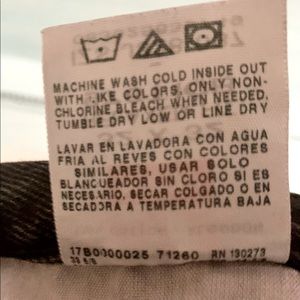 MACHINE WASH COLD INSIDE OUT
WITH LIKE COLORS, ONLY NON-
CHLORINE BLEACH WHEN NEEDED.
TUMBLE DRY LOW OR LINE DRY
LAVAR EN LAVADORA CON AGUA
FRIA AL REVES CON COLORES
SIMILARES, USAR SOLO
BLANQUEADOR SIN CLORO SI ES
NECESARIO. SECAR COLGADO O EN
SECADORA A TEMPERATURA BAJA
17B0000025 71260 RN 130273